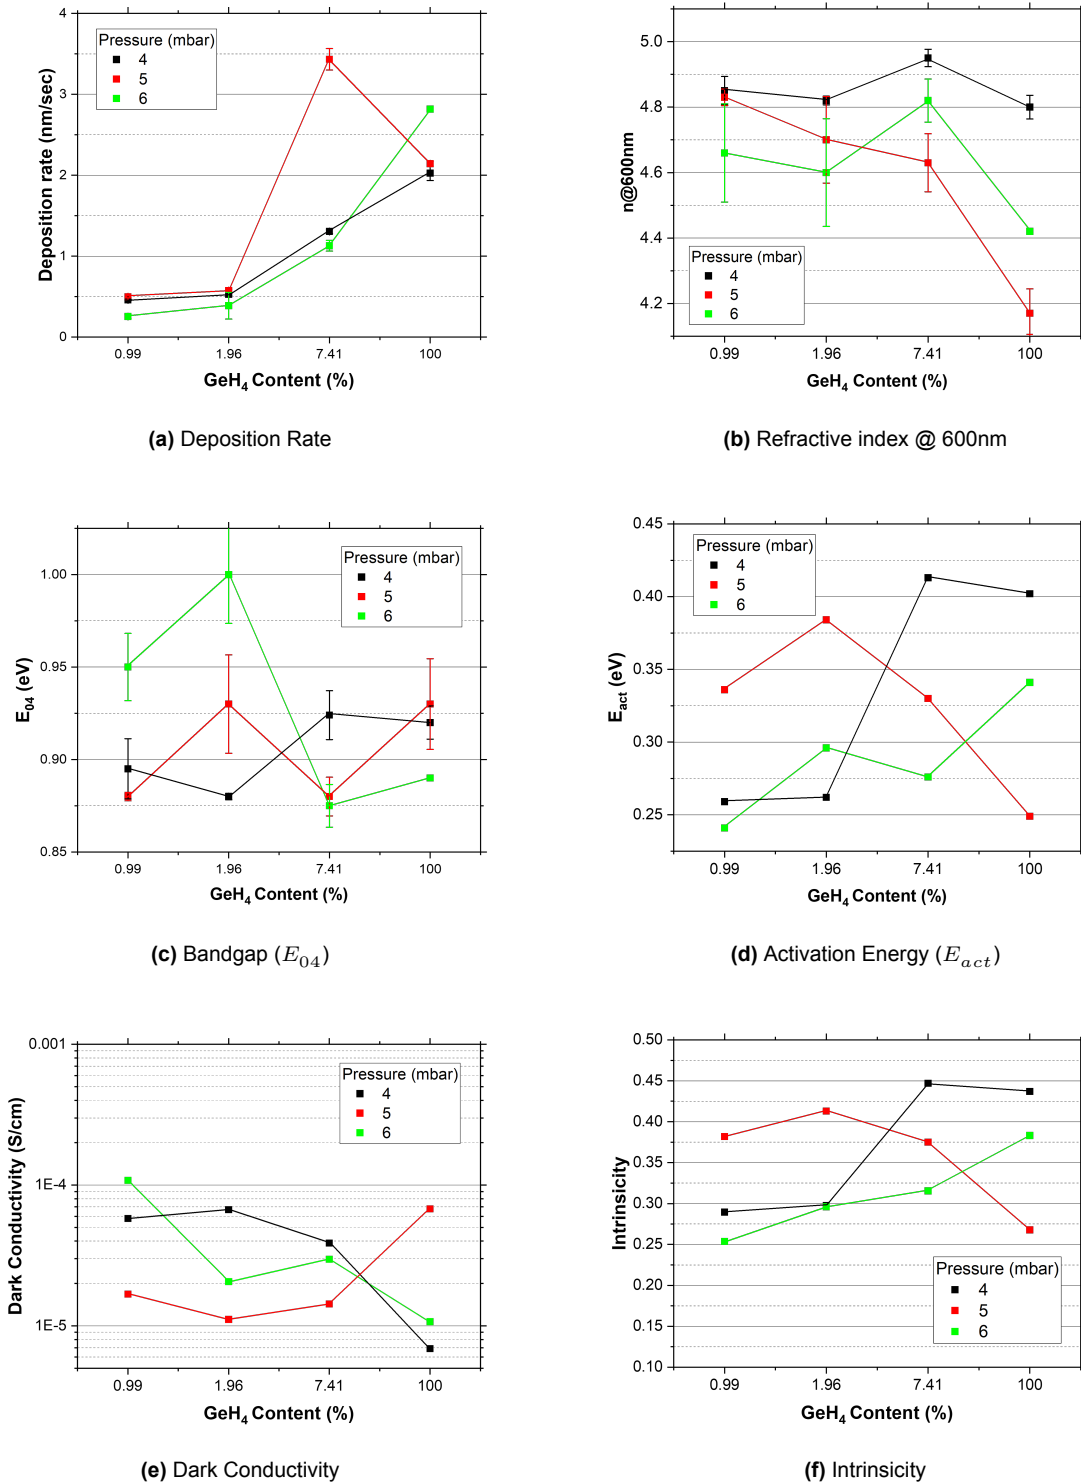 Pressure (mbar)
4
5
6
Deposition rate (nm/sec)
4
3
2
1
0
0.99 1.96 7.41 100
GeH₄ Content (%)
(a) Deposition Rate
Pressure (mbar)
4
5
6
n@600nm
5.0
4.8
4.6
4.4
4.2
0.99 1.96 7.41 100
GeH₄ Content (%)
(b) Refractive index @ 600nm
Pressure (mbar)
4
5
6
E₀₄ (eV)
1.00
0.95
0.90
0.85
0.99 1.96 7.41 100
GeH₄ Content (%)
(c) Bandgap (E₀₄)
Pressure (mbar)
4
5
6
E_act (eV)
0.45
0.40
0.35
0.30
0.25
0.99 1.96 7.41 100
GeH₄ Content (%)
(d) Activation Energy (E_act)
Pressure (mbar)
4
5
6
Dark Conductivity (S/cm)
0.001
1E-4
1E-5
0.99 1.96 7.41 100
GeH₄ Content (%)
(e) Dark Conductivity
Pressure (mbar)
4
5
6
Intrinsicity
0.50
0.45
0.40
0.35
0.30
0.25
0.20
0.15
0.10
0.99 1.96 7.41 100
GeH₄ Content (%)
(f) Intrinsicity